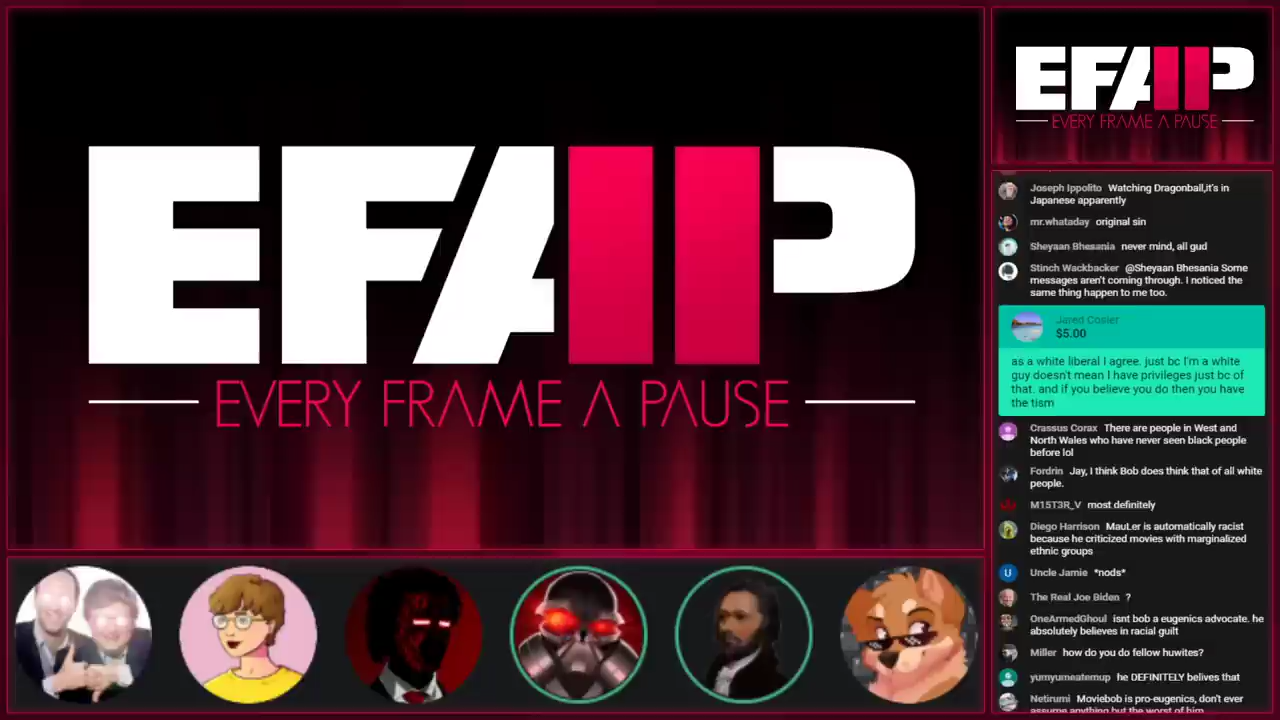 EFAP
EVERY FRAME A PAUSE
EFAP
EVERY FRAME A PAUSE
Joseph Ippolito Watching Dragonball,it's in
Japanese apparently
mr.whataday original sin
Sheyaan Bhesania never mind, all gud
Stinch Wackbacker @Sheyaan Bhesania Some
messages aren't coming through. I noticed the
same thing happen to me too.
Jared Cosler
$5.00
as a white liberal I agree. just bc I'm a white
guy doesn't mean I have privileges just bc of
that. and if you believe you do then you have
the tism
Crassus Corax There are people in West and
North Wales who have never seen black people
before lol
Fordrin Jay, I think Bob does think that of all white
people.
M15T3R_V most definitely
Diego Harrison MauLer is automatically racist
because he criticized movies with marginalized
ethnic groups
U
Uncle Jamie *nods*
The Real Joe Biden ?
OneArmedGhoul isnt bob a eugenics advocate. he
absolutely believes in racial guilt
Miller how do you do fellow huwites?
yumyumeatemup he DEFINITELY belives that
Netirumi Moviebob is pro-eugenics, don't ever
assume anything but the worst of him